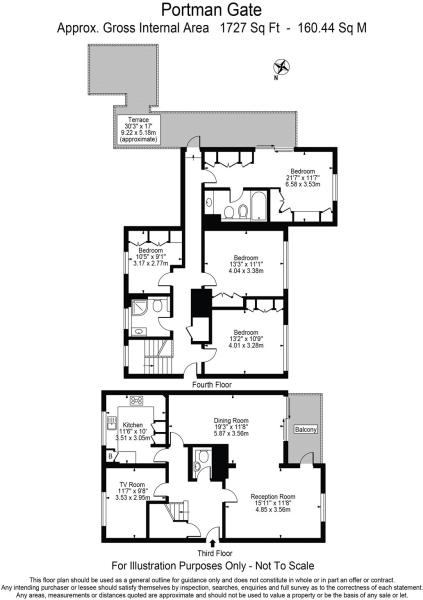 Portman Gate
Approx. Gross Internal Area 1727 Sq Ft - 160.44 Sq M
N
Terrace
30'3" x 17'
9.22 x 5.18m
(approximate)
Bedroom
21'7" x 11'7"
6.58 x 3.53m
Bedroom
10'5" x 9'1"
3.17 x 2.77m
Bedroom
13'3" x 11'1"
4.04 x 3.38m
Bedroom
13'2" x 10'9"
4.01 x 3.28m
Fourth Floor
Kitchen
11'6" x 10'
3.51 x 3.05m
Dining Room
19'3" x 11'8"
5.87 x 3.56m
Balcony
B
TV Room
11'7" x 9'8"
3.53 x 2.95m
Reception Room
15'11" x 11'8"
4.85 x 3.56m
Third Floor
For Illustration Purposes Only - Not To Scale
This floor plan should be used as a general outline for guidance only and does not constitute in whole or in part an offer or contract.
Any intending purchaser or lessee should satisfy themselves by inspection, searches, enquiries and full survey as to the correctness of each statement.
Any areas, measurements or distances quoted are approximate and should not be used to value a property or be the basis of any sale or let.